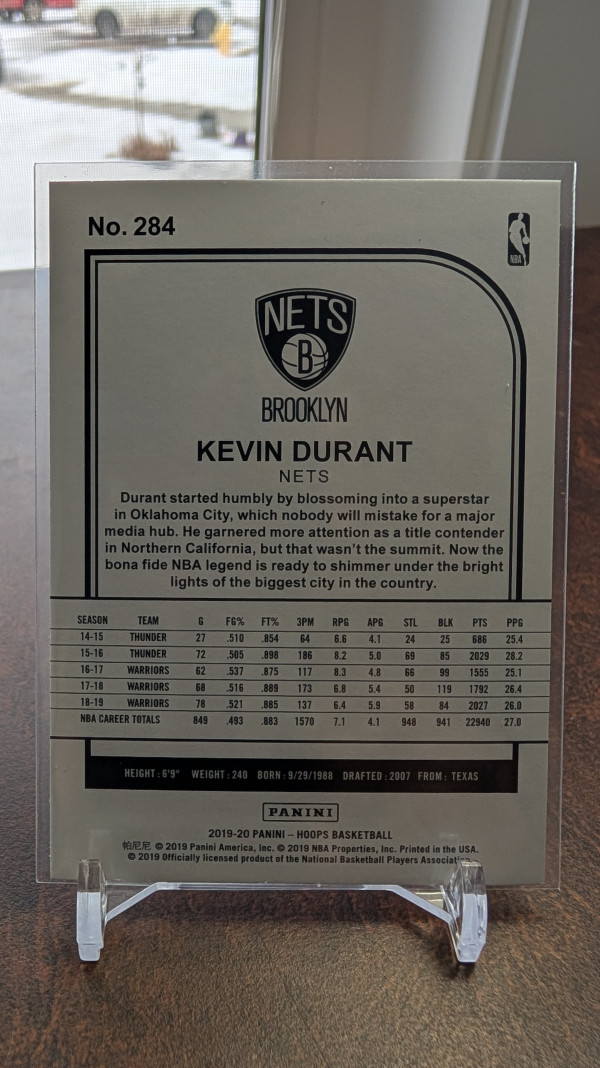 No. 284
NBA
NETS
B
BROOKLYN
KEVIN DURANT
NETS
Durant started humbly by blossoming into a superstar
in Oklahoma City, which nobody will mistake for a major
media hub. He garnered more attention as a title contender
in Northern California, but that wasn't the summit. Now the
bona fide NBA legend is ready to shimmer under the bright
lights of the biggest city in the country.
SEASON TEAM G FG% FT% 3PM RPG APG STL BLK PTS PPG
14-15 THUNDER 27 .510 .854 64 6.6 4.1 24 25 686 25.4
15-16 THUNDER 72 .505 .898 186 8.2 5.0 69 85 2029 28.2
16-17 WARRIORS 62 .537 .875 117 8.3 4.8 66 99 1555 25.1
17-18 WARRIORS 68 .516 .889 173 6.8 5.4 50 119 1792 26.4
18-19 WARRIORS 78 .521 .885 137 6.4 5.9 58 84 2027 26.0
NBA CAREER TOTALS 849 .493 .883 1570 7.1 4.1 948 941 22940 27.0
HEIGHT: 6'9" WEIGHT: 240 BORN: 9/29/1988 DRAFTED: 2007 FROM: TEXAS
PANINI
2019-20 PANINI – HOOPS BASKETBALL
帕尼尼 © 2019 Panini America, Inc. © 2019 NBA Properties, Inc. Printed in the USA.
© 2019 Officially licensed product of the National Basketball Players Association.